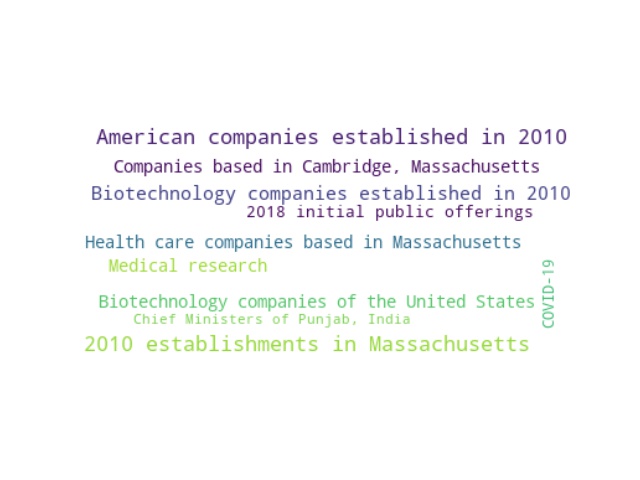 American companies established in 2010
Companies based in Cambridge, Massachusetts
Biotechnology companies established in 2010
2018 initial public offerings
Health care companies based in Massachusetts
Medical research
COVID-19
Biotechnology companies of the United States
Chief Ministers of Punjab, India
2010 establishments in Massachusetts